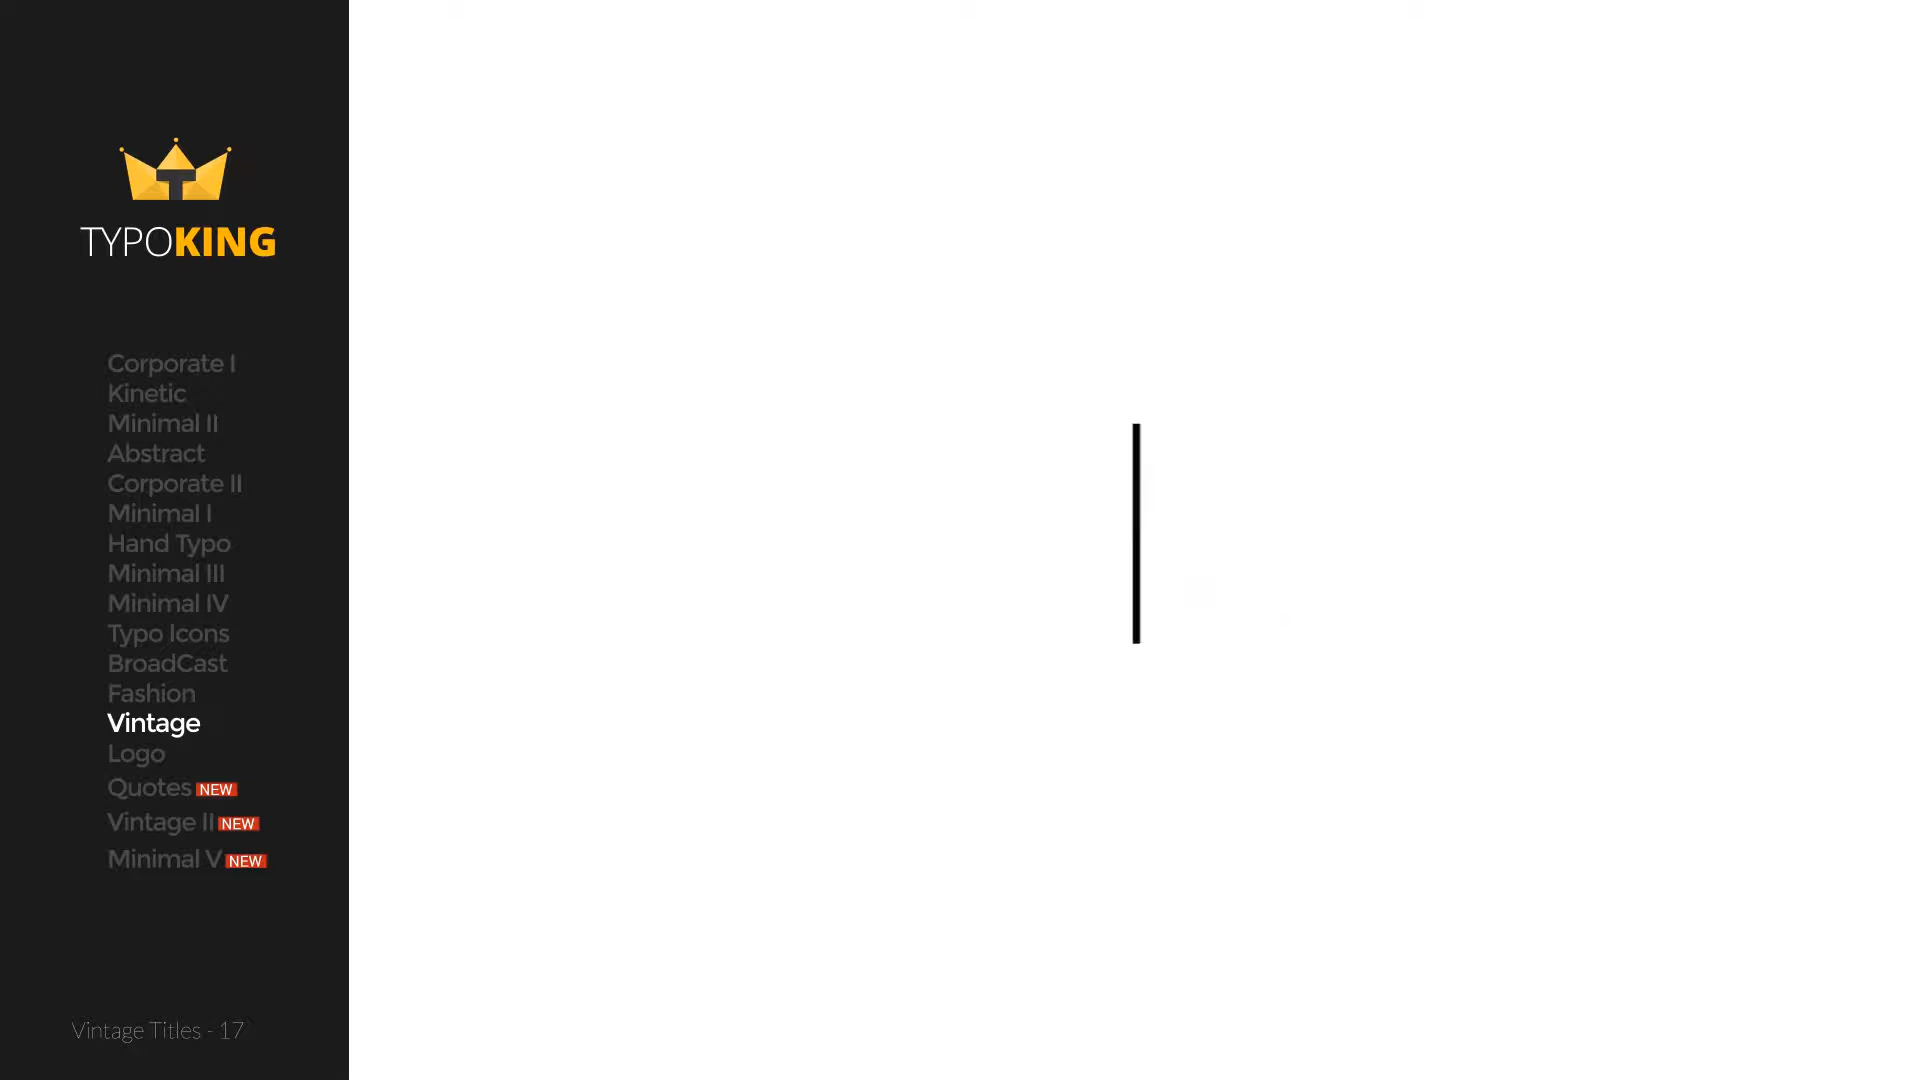 TYPOKING
Corporate I
Kinetic
Minimal II
Abstract
Corporate II
Minimal I
Hand Typo
Minimal III
Minimal IV
Typo Icons
BroadCast
Fashion
Vintage
Logo
Quotes NEW
Vintage II NEW
Minimal V NEW
Vintage Titles - 17